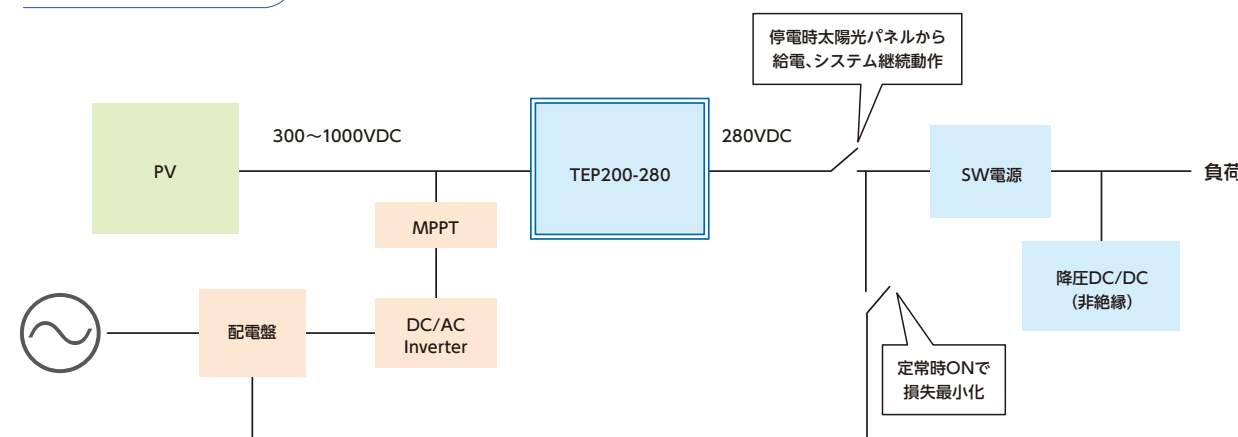 停電時太陽光パネルから
給電、システム継続動作
300～1000VDC
280VDC
PV
TEP200-280
SW電源
負荷
MPPT
降圧DC/DC
(非絶縁)
配電盤
DC/AC
Inverter
定常時ONで
損失最小化